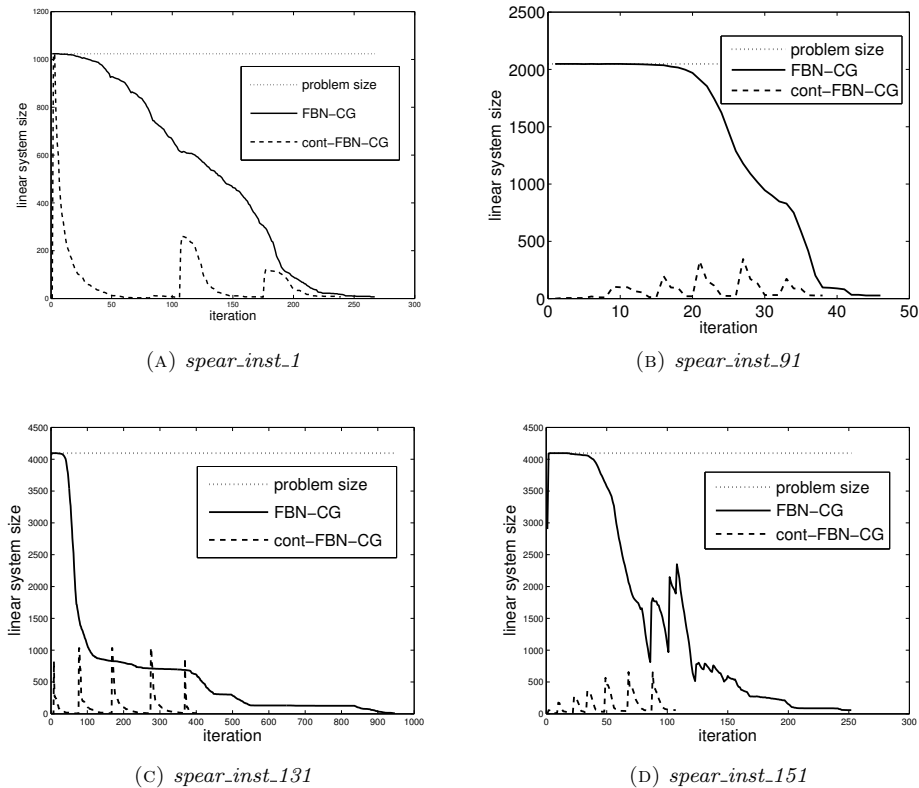 1200
1000
800
600
400
200
0
linear system size
problem size
FBN−CG
cont−FBN−CG
0 50 100 150 200 250 300
iteration
(A) spear_inst_1
2500
2000
1500
1000
500
0
linear system size
problem size
FBN−CG
cont−FBN−CG
0 10 20 30 40 50
iteration
(B) spear_inst_91
4500
4000
3500
3000
2500
2000
1500
1000
500
0
linear system size
problem size
FBN−CG
cont−FBN−CG
0 100 200 300 400 500 600 700 800 900 1000
iteration
(C) spear_inst_131
4500
4000
3500
3000
2500
2000
1500
1000
500
0
linear system size
problem size
FBN−CG
cont−FBN−CG
0 50 100 150 200 250 300
iteration
(D) spear_inst_151